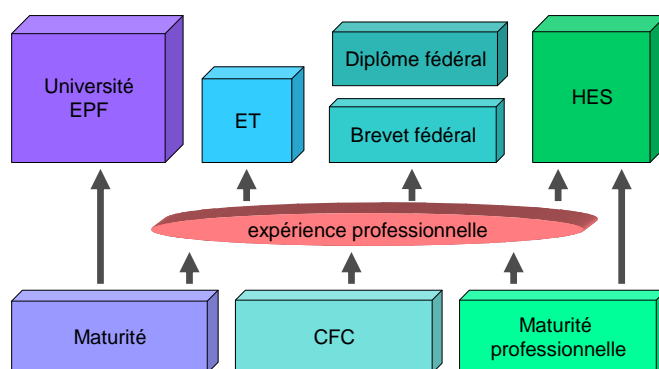 Université
EPF
ET
Diplôme fédéral
Brevet fédéral
HES
expérience professionnelle
Maturité
CFC
Maturité
professionnelle